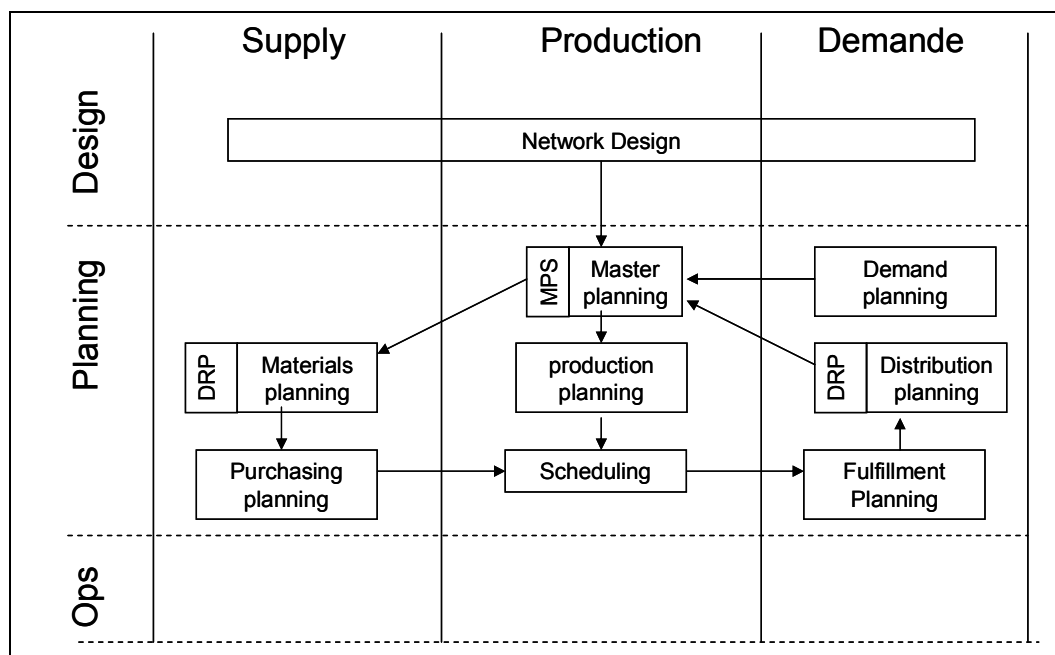 Supply
Production
Demande
Design
Network Design
Planning
MPS
Master
planning
Demand
planning
DRP
Materials
planning
production
planning
DRP
Distribution
planning
Purchasing
planning
Scheduling
Fulfillment
Planning
Ops